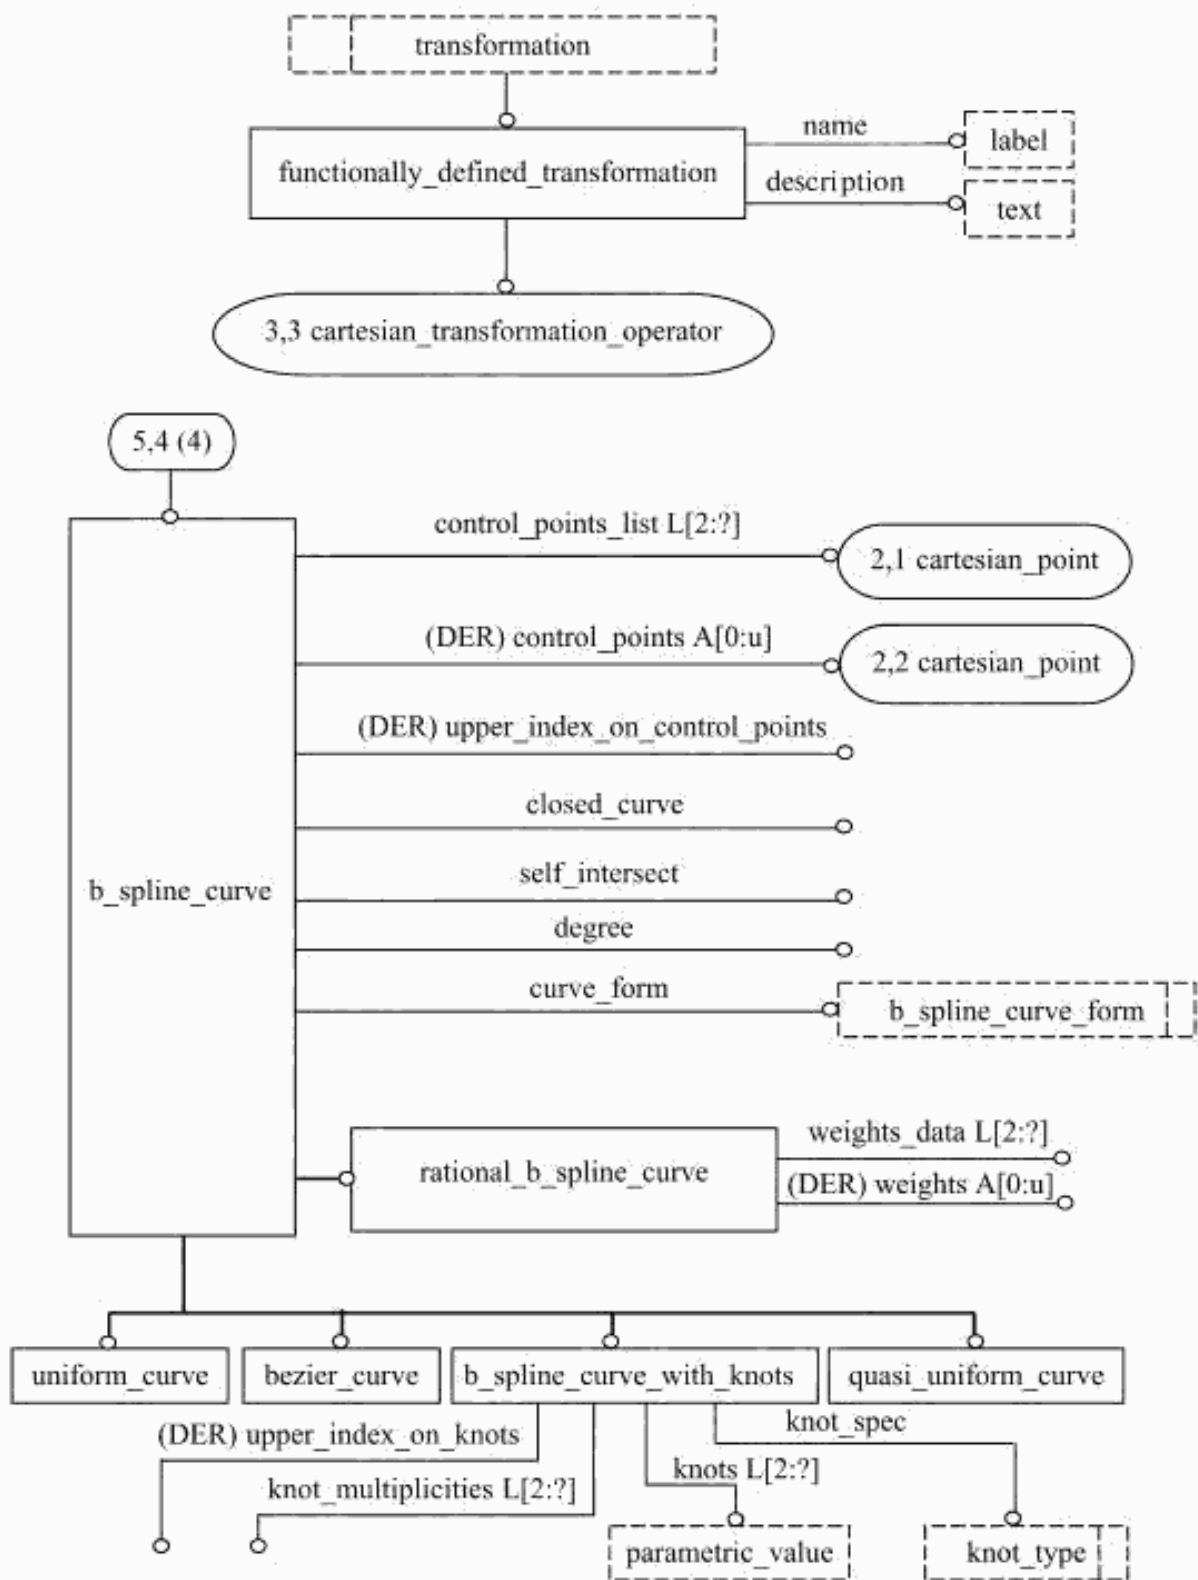 transformation
name
label
functionally_defined_transformation
description
text
3,3 cartesian_transformation_operator
5,4 (4)
control_points_list L[2:?]
2,1 cartesian_point
(DER) control_points A[0:u]
2,2 cartesian_point
(DER) upper_index_on_control_points
closed_curve
self_intersect
b_spline_curve
degree
curve_form
b_spline_curve_form
weights_data L[2:?]
rational_b_spline_curve
(DER) weights A[0:u]
uniform_curve
bezier_curve
b_spline_curve_with_knots
quasi_uniform_curve
knot_spec
(DER) upper_index_on_knots
knots L[2:?]
knot_multiplicities L[2:?]
parametric_value
knot_type